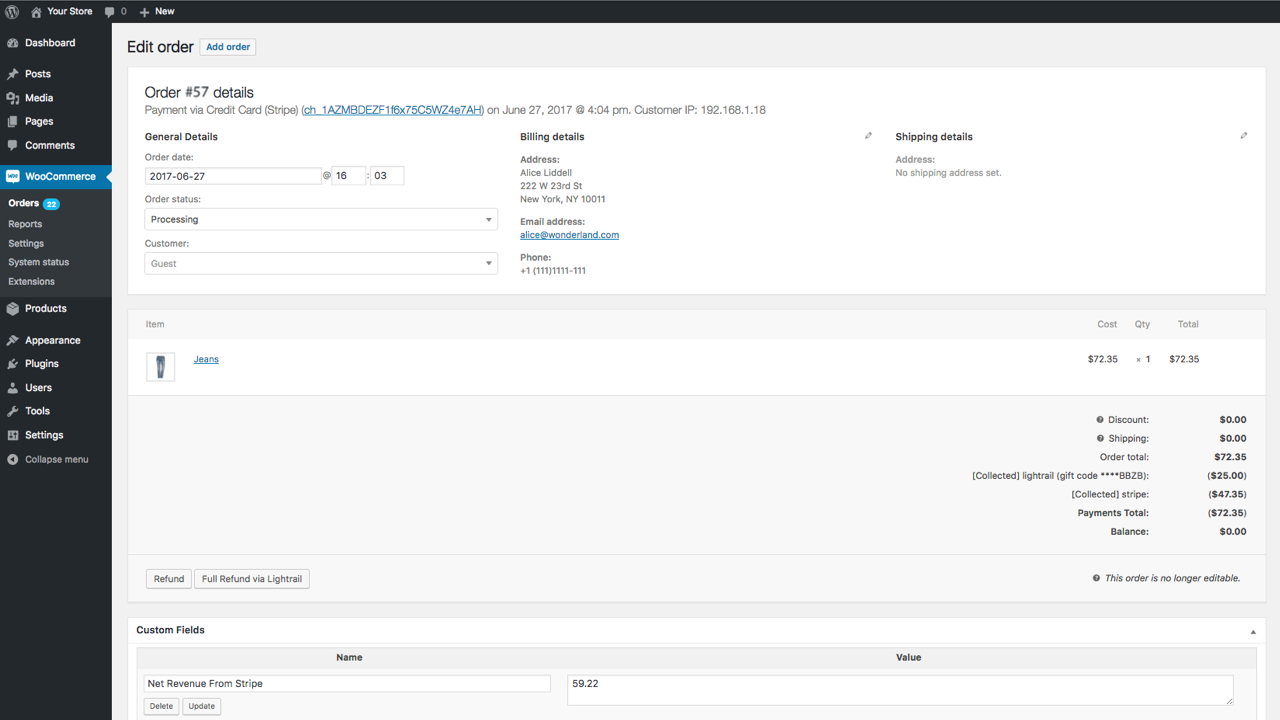 Your Store 0 New
Dashboard
Posts
Media
Pages
Comments
WooCommerce
Orders 22
Reports
Settings
System status
Extensions
Products
Appearance
Plugins
Users
Tools
Settings
Collapse menu
Edit order Add order
Order #57 details
Payment via Credit Card (Stripe) (ch_1AZMBDEZF1f6x75C5WZ4e7AH) on June 27, 2017 @ 4:04 pm. Customer IP: 192.168.1.18
General Details
Order date:
2017-06-27 @ 16 : 03
Order status:
Processing
Customer:
Guest
Billing details
Address:
Alice Liddell
222 W 23rd St
New York, NY 10011
Email address:
alice@wonderland.com
Phone:
+1 (111)1111-111
Shipping details
Address:
No shipping address set.
Item Cost Qty Total
Jeans $72.35 × 1 $72.35
Discount: $0.00
Shipping: $0.00
Order total: $72.35
[Collected] lightrail (gift code ****BBZB): ($25.00)
[Collected] stripe: ($47.35)
Payments Total: ($72.35)
Balance: $0.00
Refund Full Refund via Lightrail This order is no longer editable.
Custom Fields
Name Value
Net Revenue From Stripe 59.22
Delete Update